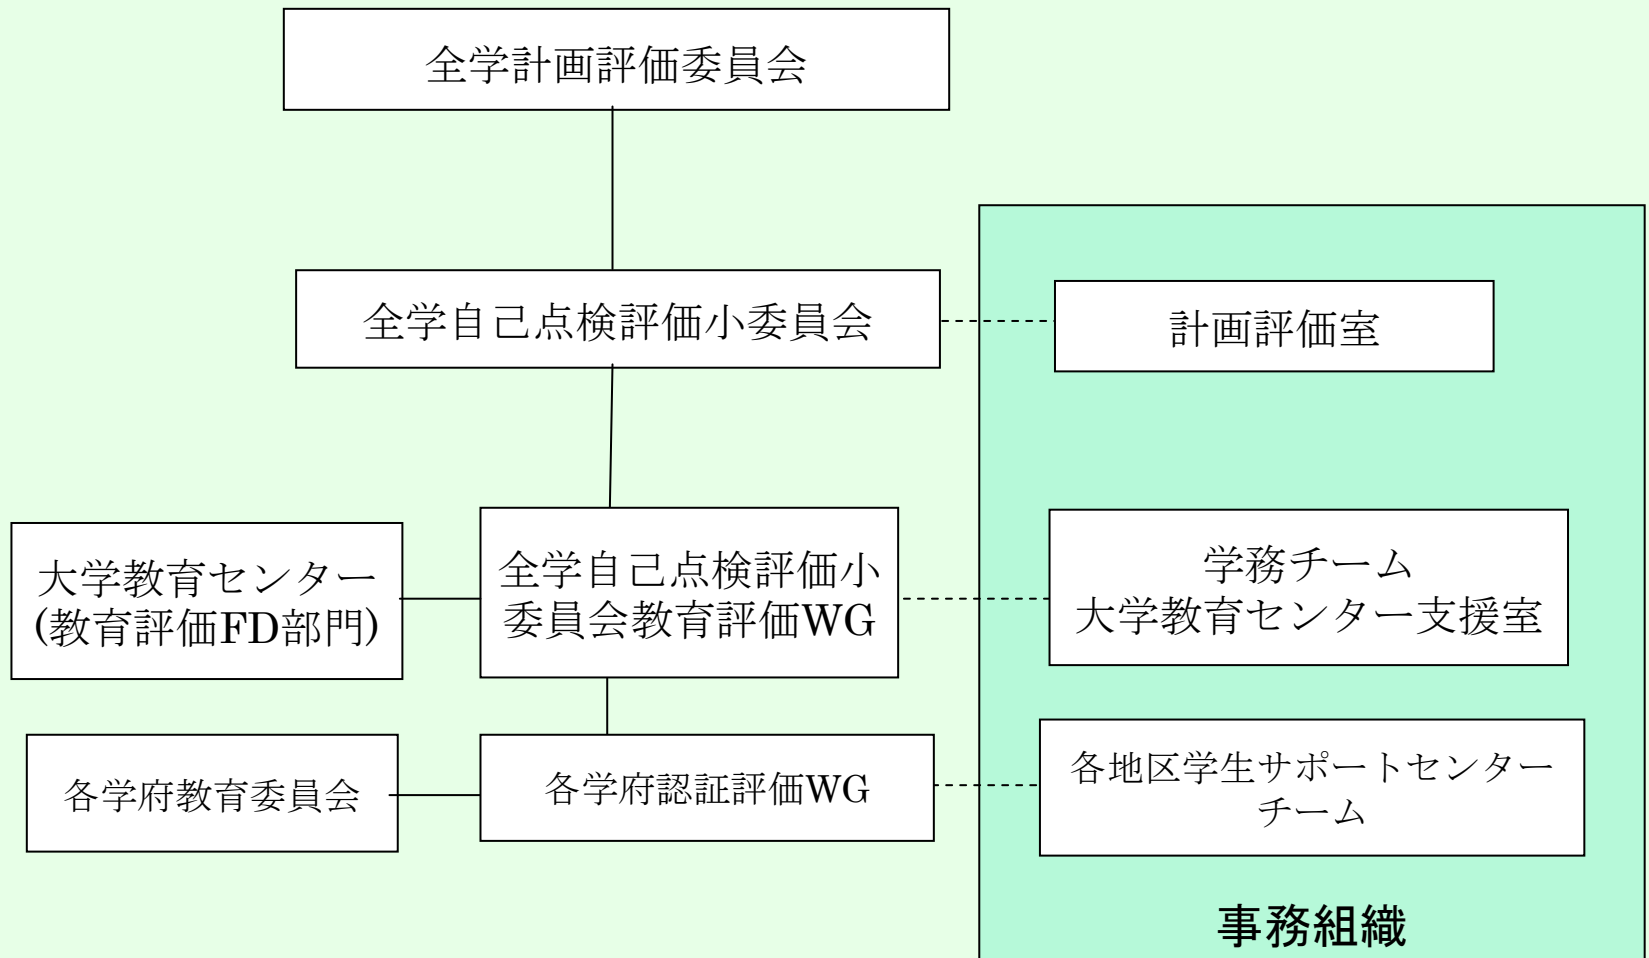 全学計画評価委員会
全学自己点検評価小委員会
計画評価室
大学教育センター
(教育評価FD部門)
全学自己点検評価小
委員会教育評価WG
学務チーム
大学教育センター支援室
各学府教育委員会
各学府認証評価WG
各地区学生サポートセンター
チーム
事務組織